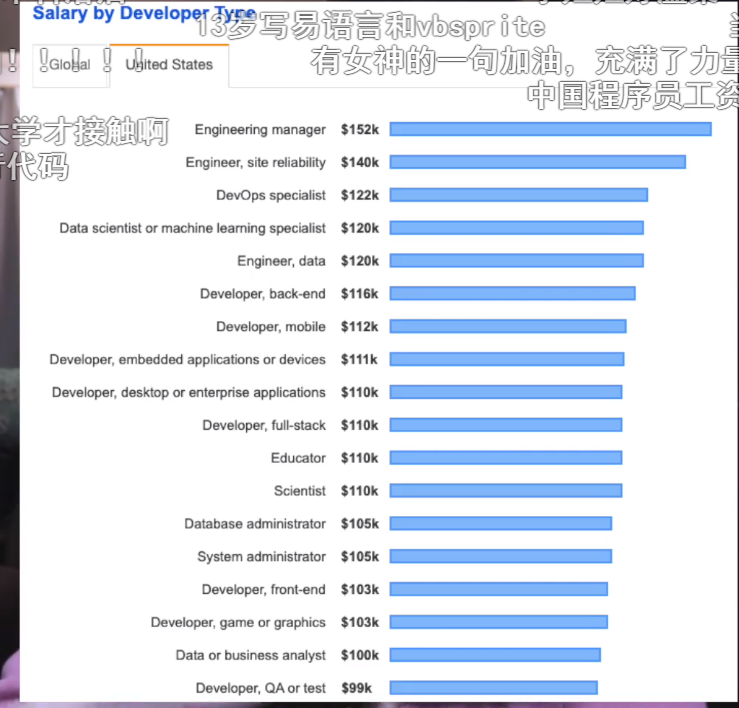 Salary by Developer Type
13岁写易语言和vbsprite
！！！！！
Global
United States
有女神的一句加油，充满了力量
中国程序员工资
大学才接触啊
行代码
Engineering manager $152k
Engineer, site reliability $140k
DevOps specialist $122k
Data scientist or machine learning specialist $120k
Engineer, data $120k
Developer, back-end $116k
Developer, mobile $112k
Developer, embedded applications or devices $111k
Developer, desktop or enterprise applications $110k
Developer, full-stack $110k
Educator $110k
Scientist $110k
Database administrator $105k
System administrator $105k
Developer, front-end $103k
Developer, game or graphics $103k
Data or business analyst $100k
Developer, QA or test $99k